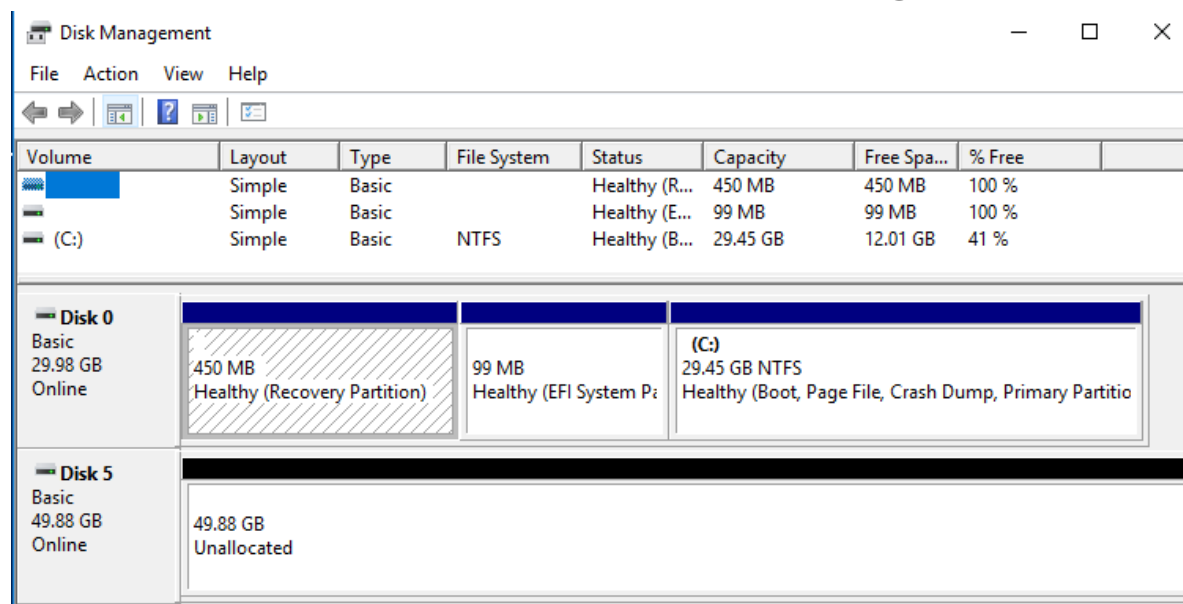 Disk Management
File Action View Help
Volume Layout Type File System Status Capacity Free Spa... % Free
Simple Basic Healthy (R... 450 MB 450 MB 100 %
Simple Basic Healthy (E... 99 MB 99 MB 100 %
(C:) Simple Basic NTFS Healthy (B... 29.45 GB 12.01 GB 41 %
Disk 0
Basic
29.98 GB
Online
450 MB
Healthy (Recovery Partition)
99 MB
Healthy (EFI System Pa
(C:)
29.45 GB NTFS
Healthy (Boot, Page File, Crash Dump, Primary Partitio
Disk 5
Basic
49.88 GB
Online
49.88 GB
Unallocated